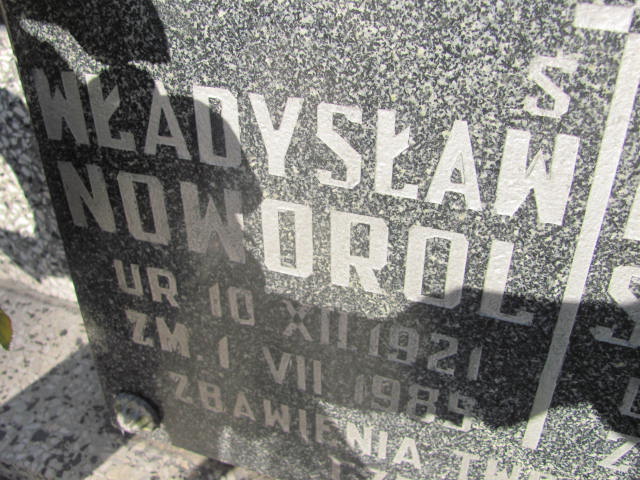 Ś
WŁADYSŁAW
NOWOROL
UR 10 XII 1921
ZM. 1 VII 1985
ZBAWIENIA